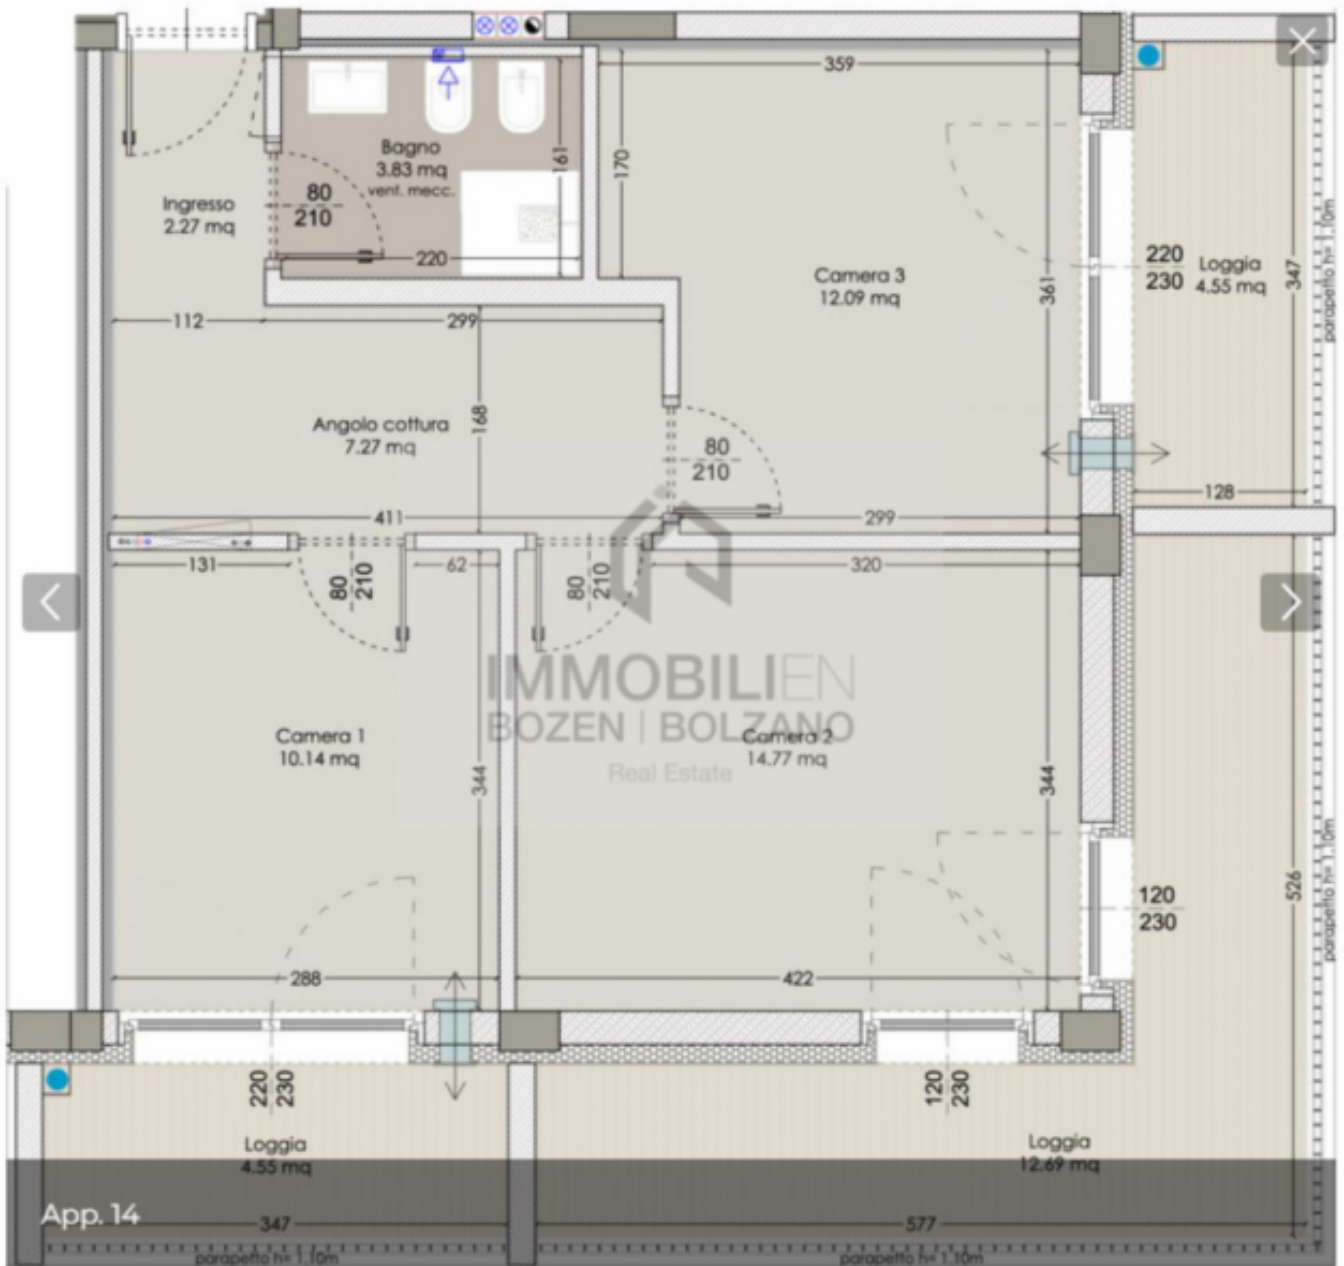 359
Bagno
3.83 mq
vent. mecc.
161
170
80
210
Ingresso
2.27 mq
220
Camera 3
12.09 mq
361
220
230
Loggia
4.55 mq
347
parapetto h= 1.10m
112
299
Angolo cottura
7.27 mq
168
80
210
128
411
299
131
80
210
62
80
210
320
IMMOBILIEN
BOZEN | BOLZANO
Real Estate
Camera 1
10.14 mq
Camera 2
14.77 mq
344
344
120
230
526
parapetto h= 1.10m
288
422
220
230
120
230
Loggia
4.55 mq
Loggia
12.69 mq
App. 14
347
577
parapetto h= 1.10m
parapetto h= 1.10m